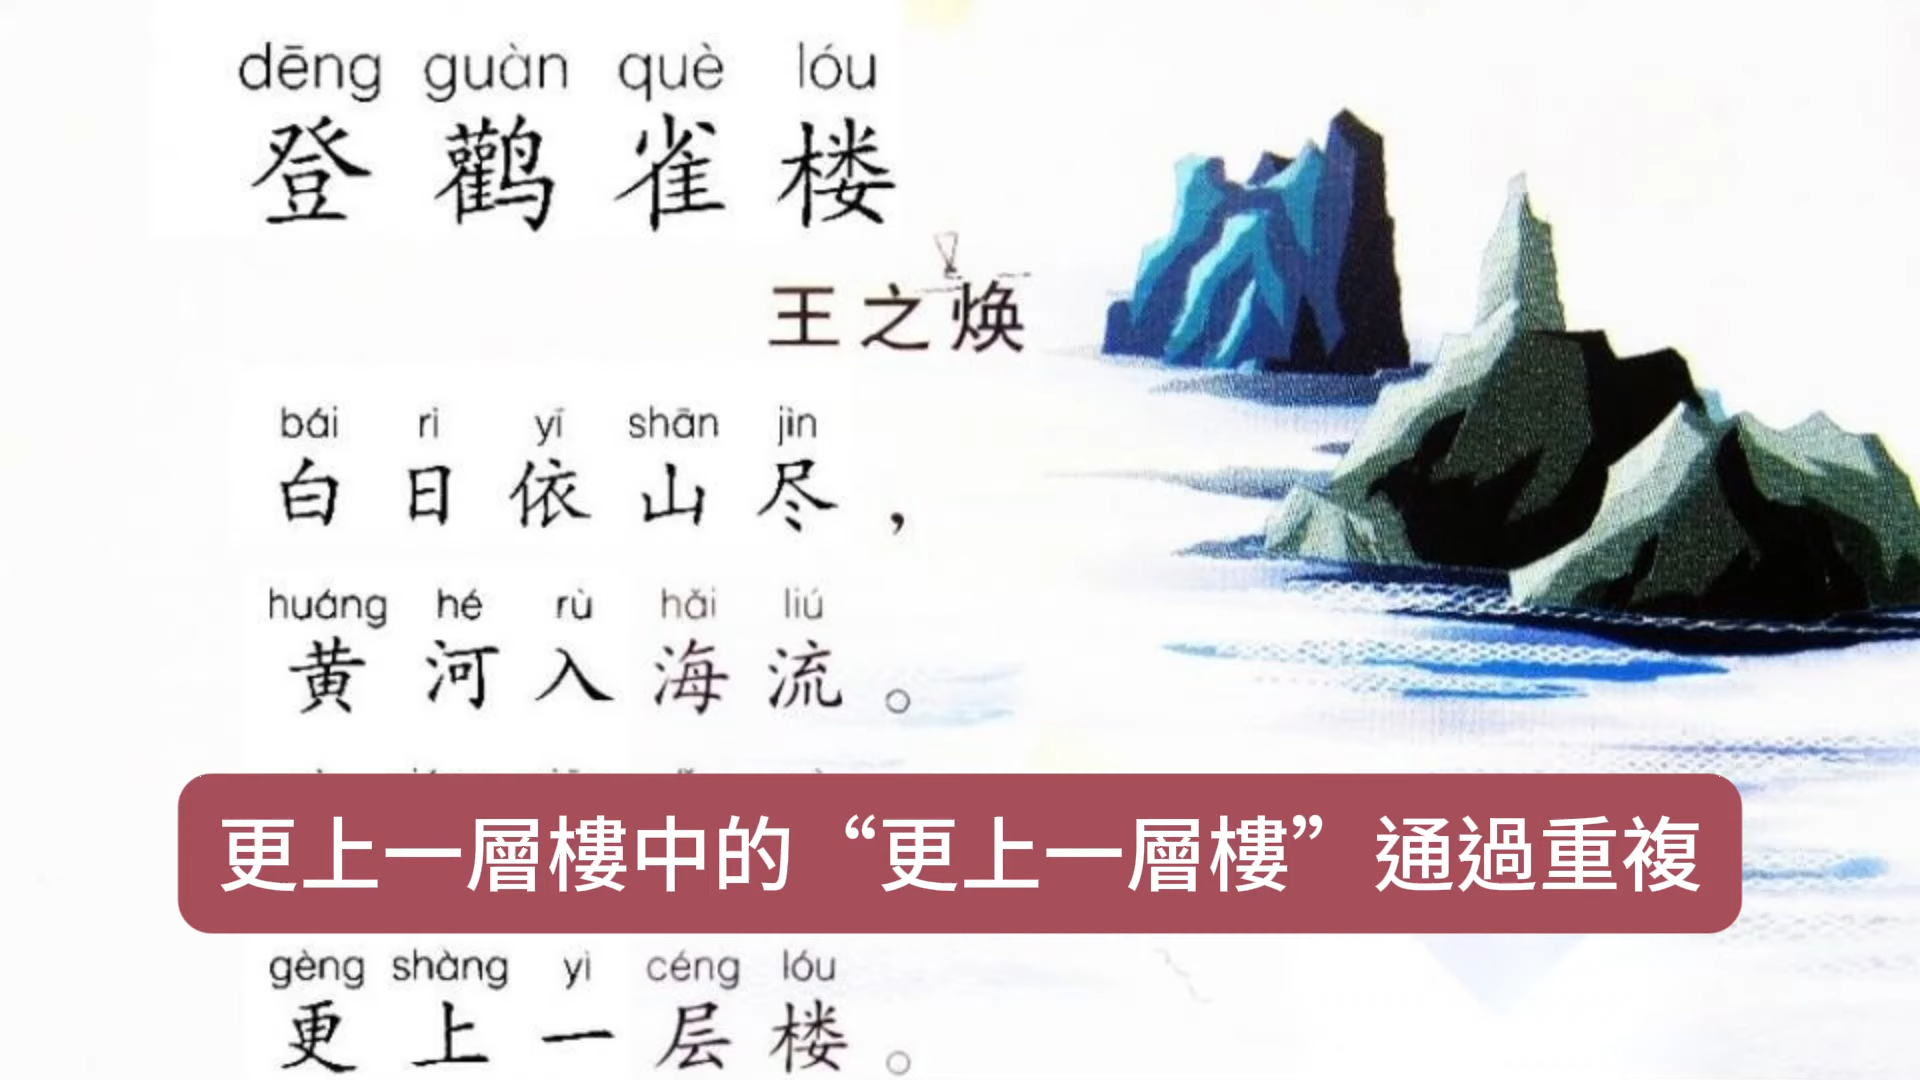 dēng guàn què lóu
登鹳雀楼
王之焕
bái rì yī shān jìn
白日依山尽，
huáng hé rù hǎi liú
黄河入海流。
更上一層樓中的“更上一層樓”通過重複
gèng shàng yì céng lóu
更上一层楼。